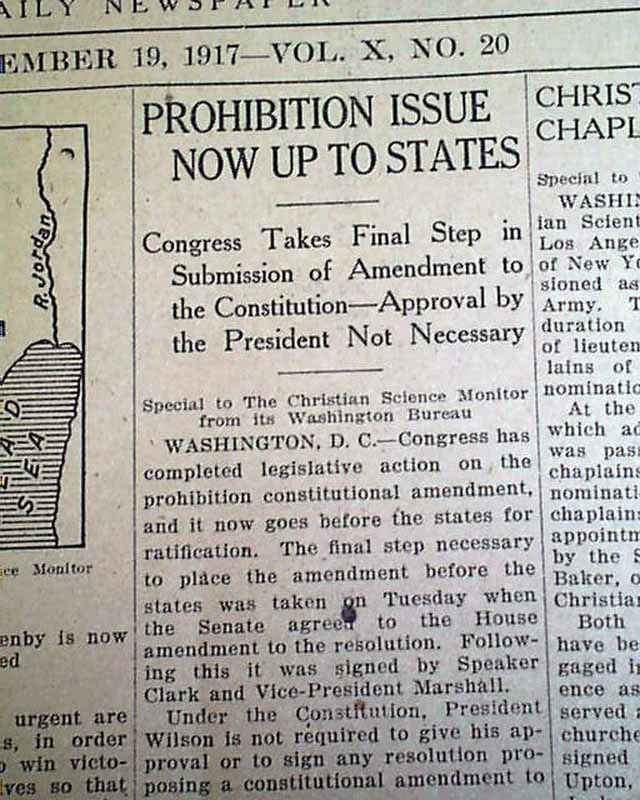 AILY NEWSPAPER
EMBER 19, 1917—VOL. X, NO. 20
R. Jordan
SEA
ce Monitor
enby is now
ed
urgent are
s, in order
win victo-
ves so that
PROHIBITION ISSUE
NOW UP TO STATES
Congress Takes Final Step in
Submission of Amendment to
the Constitution—Approval by
the President Not Necessary
Special to The Christian Science Monitor
from its Washington Bureau
WASHINGTON, D. C.—Congress has
completed legislative action on the
prohibition constitutional amendment,
and it now goes before the states for
ratification. The final step necessary
to place the amendment before the
states was taken on Tuesday when
the Senate agreed to the House
amendment to the resolution. Follow-
ing this it was signed by Speaker
Clark and Vice-President Marshall.
Under the Constitution, President
Wilson is not required to give his ap-
proval or to sign any resolution pro-
posing a constitutional amendment to
CHRIST
CHAPL
Special to
WASHIN
ian Scient
Los Ange
of New Yo
sioned as
Army. T
duration
of lieuten
lains of
nominatio
At the
which ad
was pass
chaplains
nominati
chaplains
appointm
by the S
Baker, o
Christian
Both
have be
gaged in
ence as
served a
churche
signed
Upton,